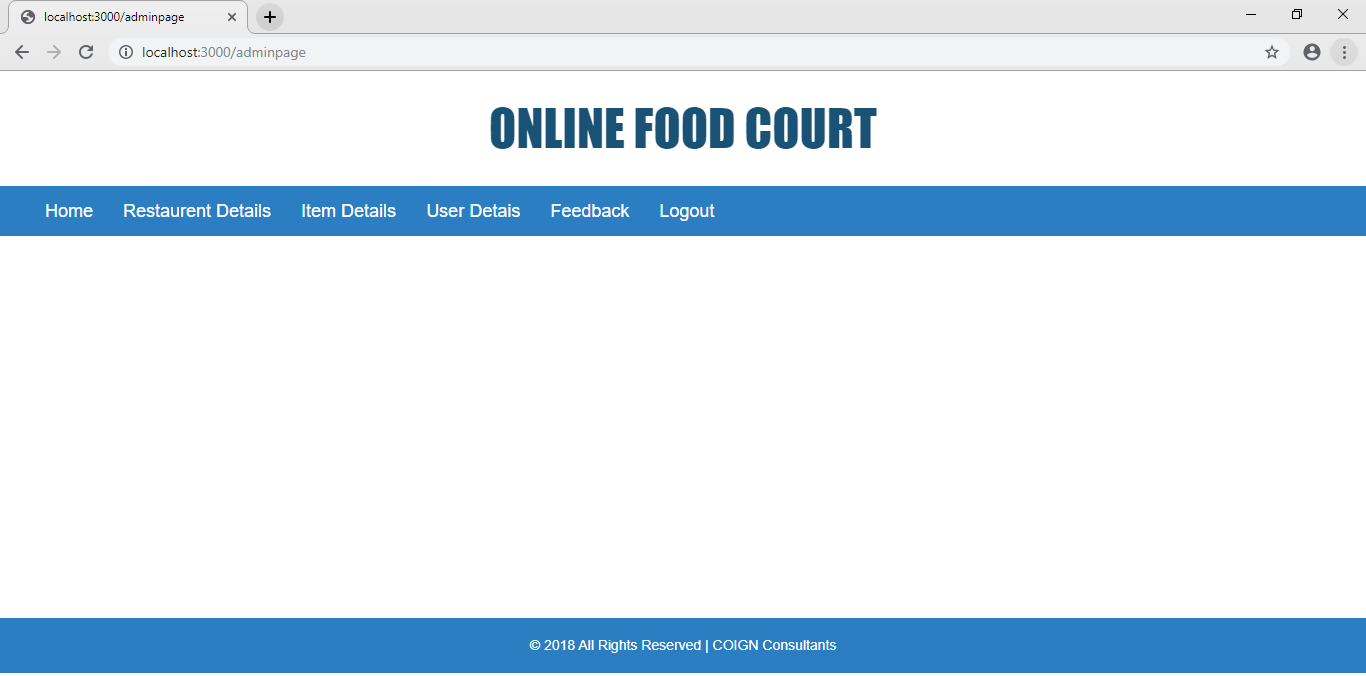 localhost:3000/adminpage
localhost:3000/adminpage
ONLINE FOOD COURT
Home Restaurent Details Item Details User Detais Feedback Logout
© 2018 All Rights Reserved | COIGN Consultants